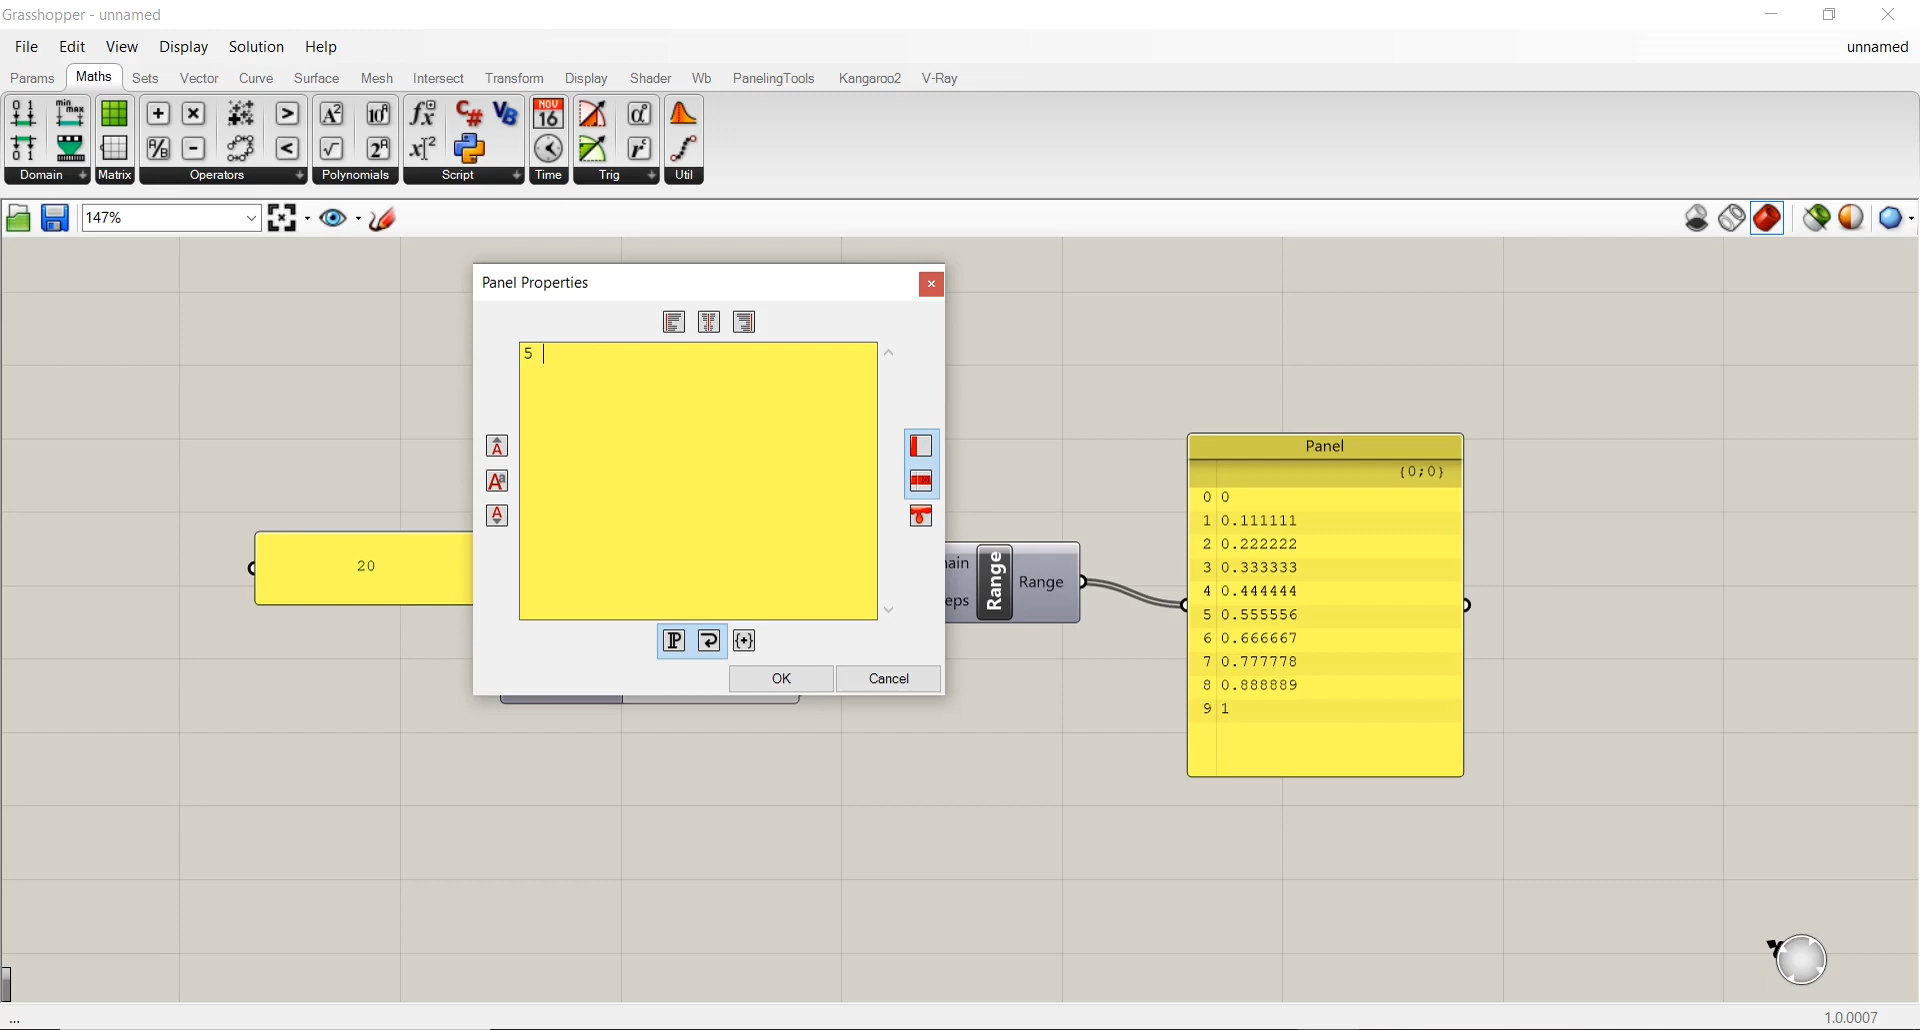 Grasshopper - unnamed
File Edit View Display Solution Help unnamed
Params Maths Sets Vector Curve Surface Mesh Intersect Transform Display Shader Wb PanelingTools Kangaroo2 V-Ray
Domain Matrix Operators Polynomials Script Time Trig Util
147%
Panel Properties
5
20
OK Cancel
ain
eps
Range
Range
Panel
{0;0}
0 0
1 0.111111
2 0.222222
3 0.333333
4 0.444444
5 0.555556
6 0.666667
7 0.777778
8 0.888889
9 1
...
1.0.0007